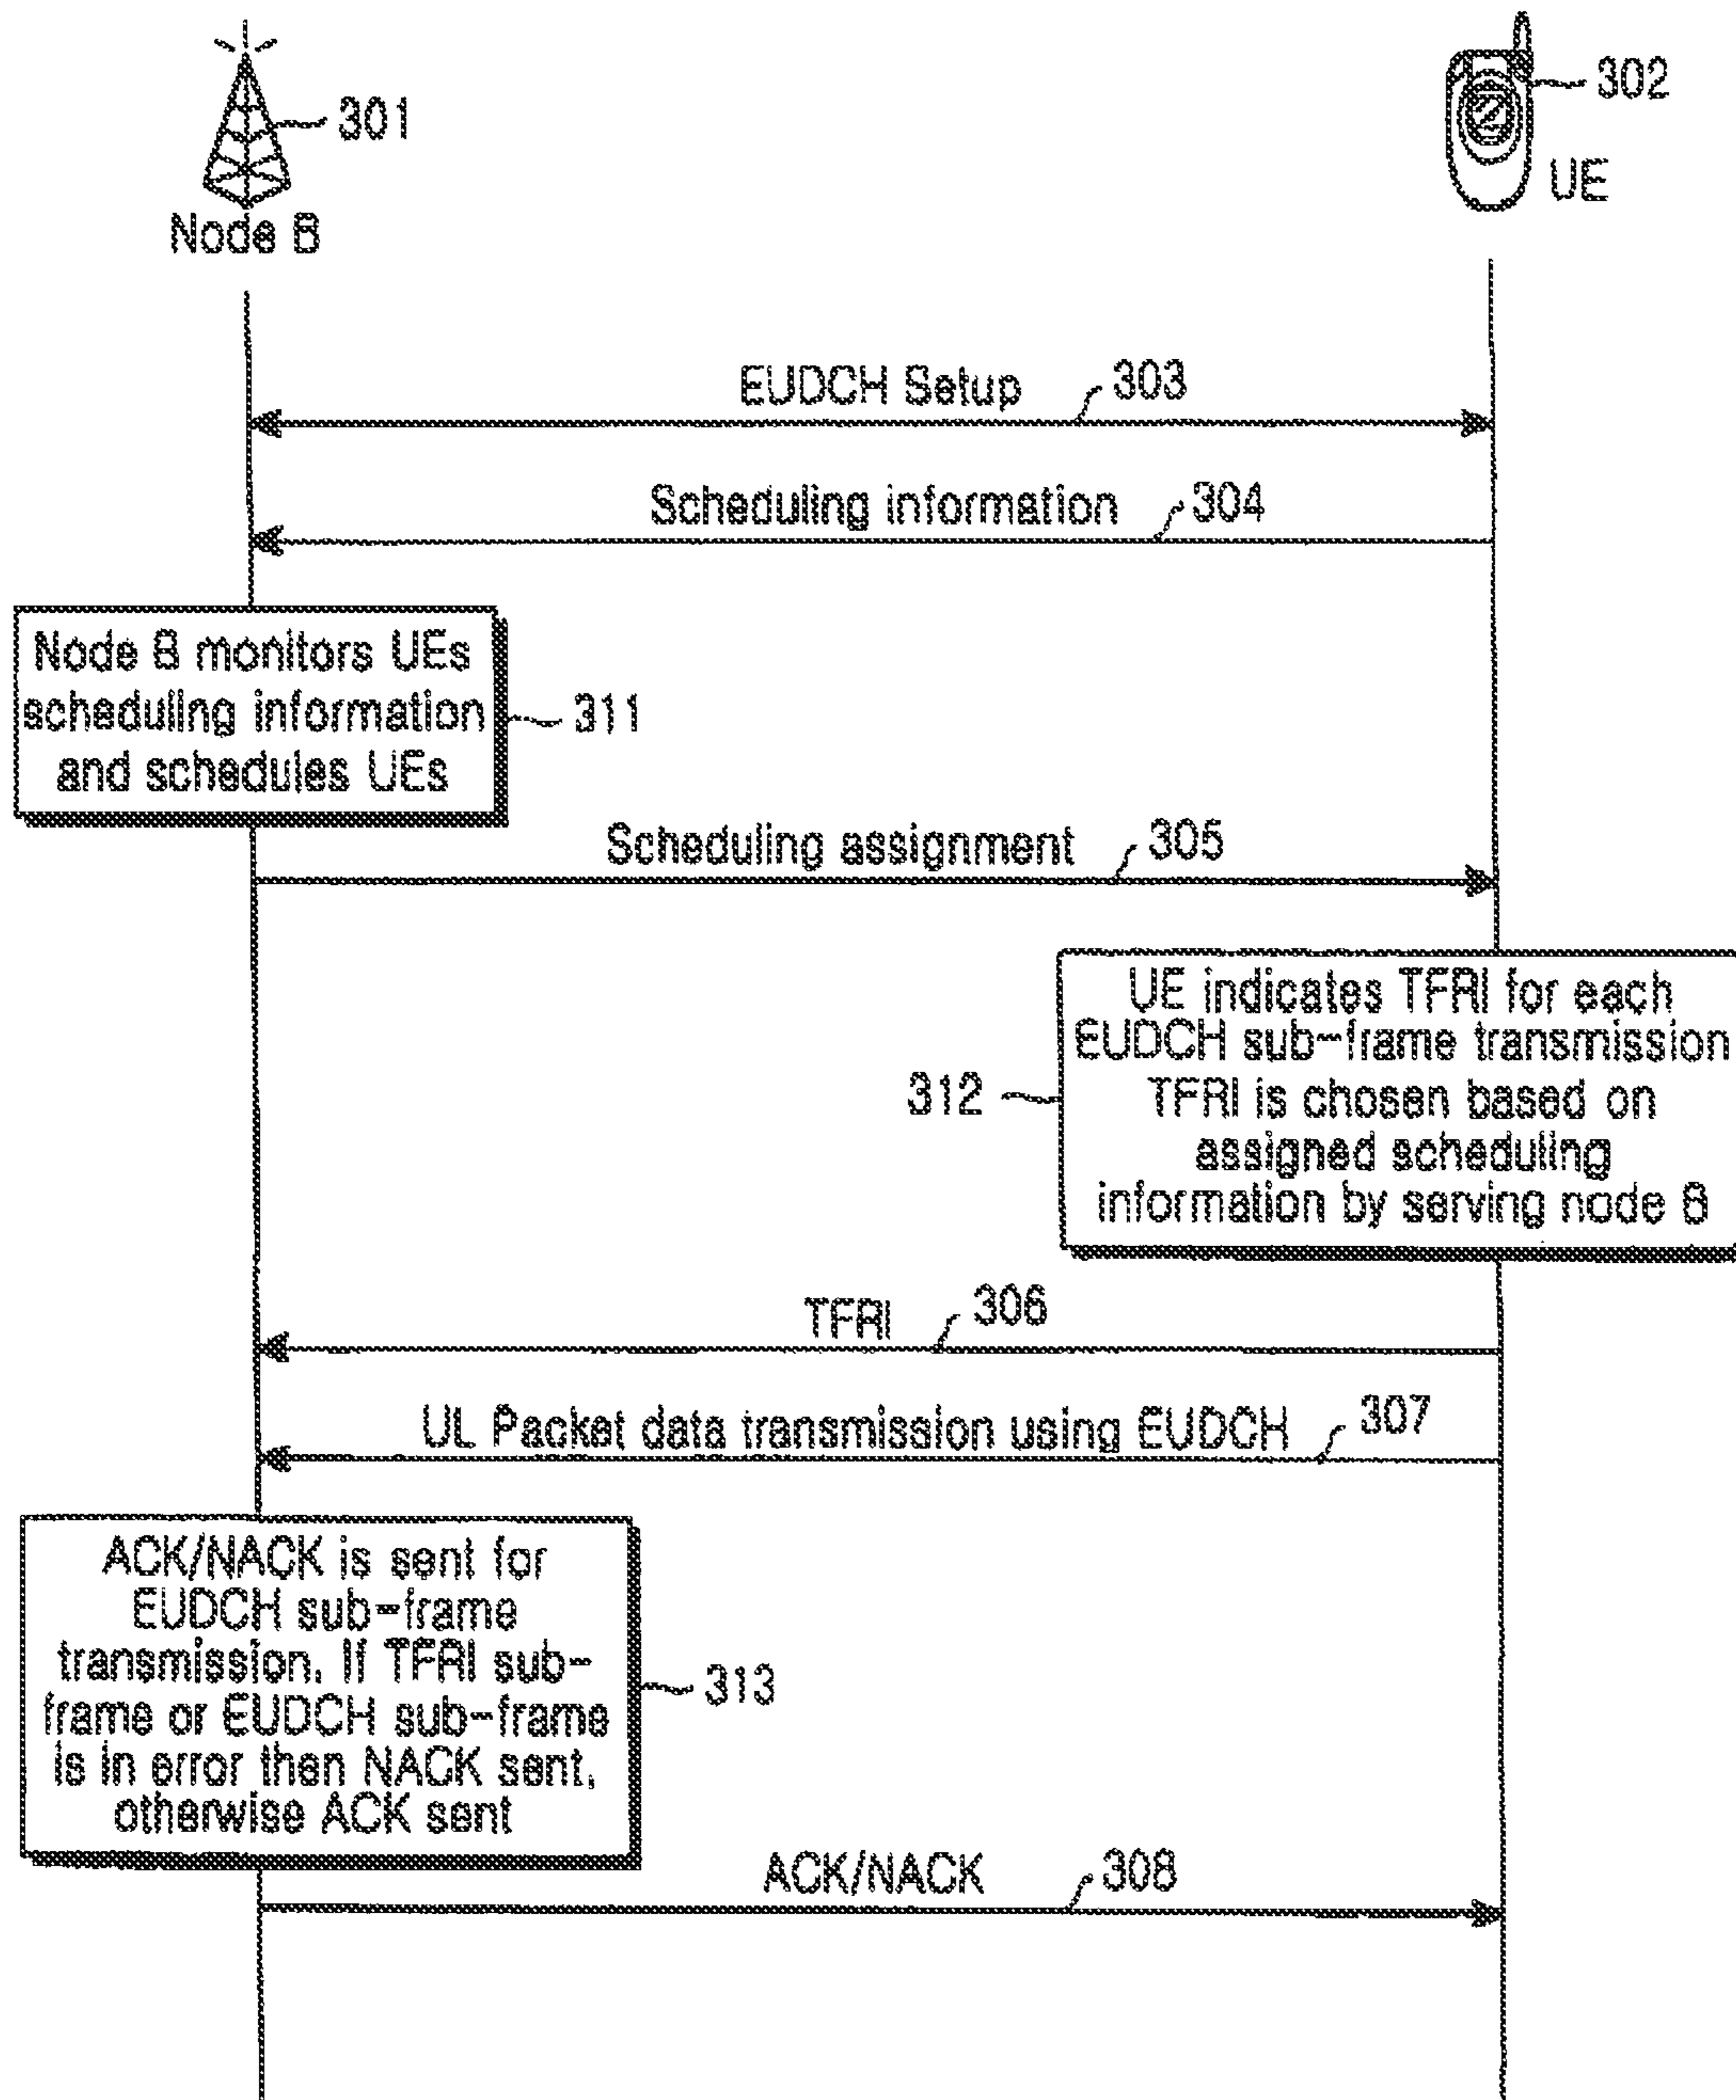 301
302
Node B
UE
EUDCH Setup 303
Scheduling information 304
Node B monitors UEs
scheduling information
and schedules UEs
311
Scheduling assignment 305
UE indicates TFRI for each
EUDCH sub-frame transmission
TFRI is chosen based on
assigned scheduling
information by serving node B
312
TFRI 306
UL Packet data transmission using EUDCH 307
ACK/NACK is sent for
EUDCH sub-frame
transmission. If TFRI sub-
frame or EUDCH sub-frame
is in error then NACK sent,
otherwise ACK sent
313
ACK/NACK 308